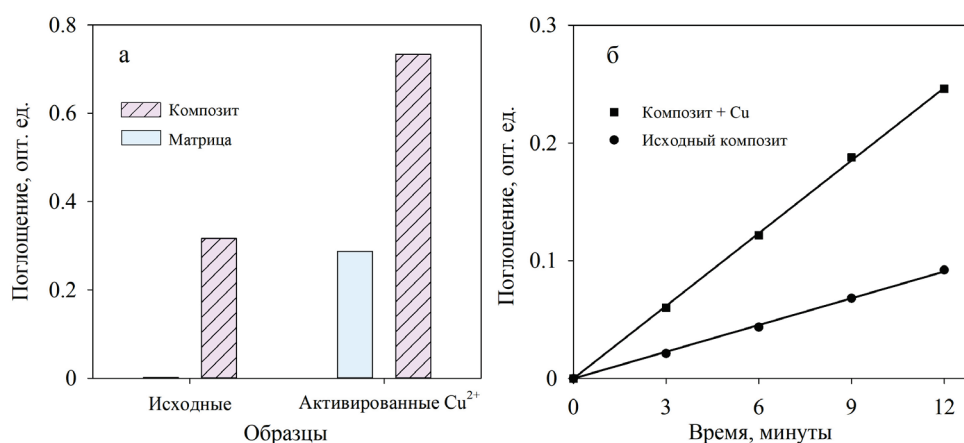 Поглощение, опт. ед.
0.8
0.6
0.4
0.2
0
а
Композит
Матрица
Исходные
Активированные Cu²⁺
Образцы
Поглощение, опт. ед.
0.3
0.2
0.1
0
б
Композит + Cu
Исходный композит
0
3
6
9
12
Время, минуты